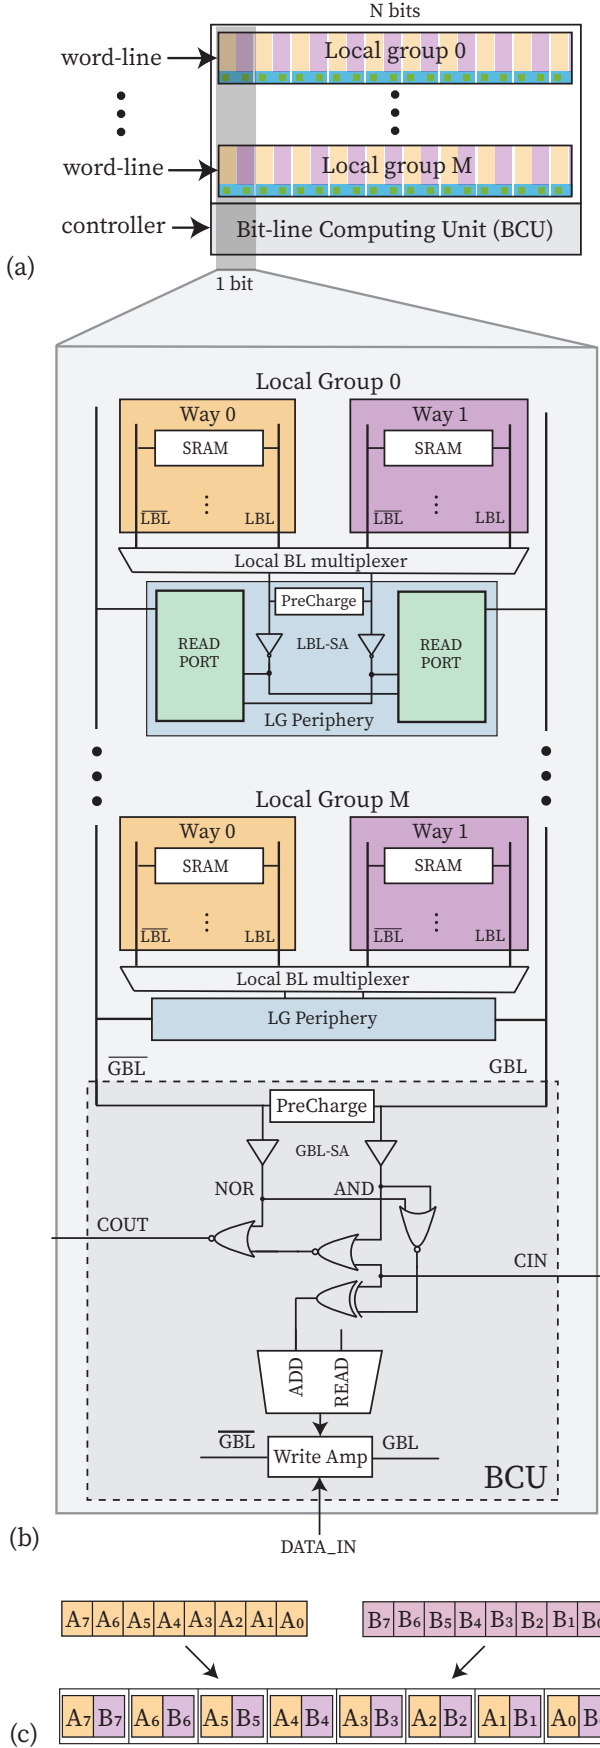 N bits
word-line
Local group 0
word-line
Local group M
controller
Bit-line Computing Unit (BCU)
(a)
1 bit
Local Group 0
Way 0
Way 1
SRAM
SRAM
LBL
LBL
LBL
LBL
Local BL multiplexer
PreCharge
READ PORT
LBL-SA
READ PORT
LG Periphery
Local Group M
Way 0
Way 1
SRAM
SRAM
LBL
LBL
LBL
LBL
Local BL multiplexer
LG Periphery
GBL
GBL
PreCharge
GBL-SA
NOR
AND
COUT
CIN
ADD
READ
GBL
GBL
Write Amp
BCU
(b)
DATA_IN
A7 A6 A5 A4 A3 A2 A1 A0
B7 B6 B5 B4 B3 B2 B1 B0
A7 B7 A6 B6 A5 B5 A4 B4 A3 B3 A2 B2 A1 B1 A0 B
(c)